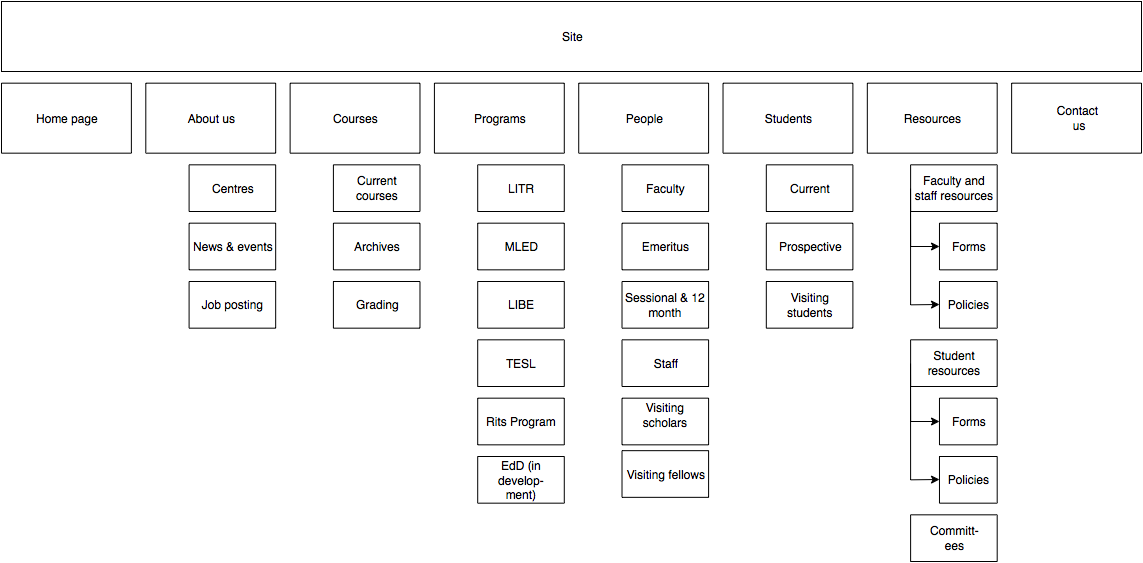 Site
Home page
About us
Courses
Programs
People
Students
Resources
Contact
us
Centres
News & events
Job posting
Current
courses
Archives
Grading
LITR
MLED
LIBE
TESL
Rits Program
EdD (in
develop-
ment)
Faculty
Emeritus
Sessional & 12
month
Staff
Visiting
scholars
Visiting fellows
Current
Prospective
Visiting
students
Faculty and
staff resources
Forms
Policies
Student
resources
Forms
Policies
Committ-
ees